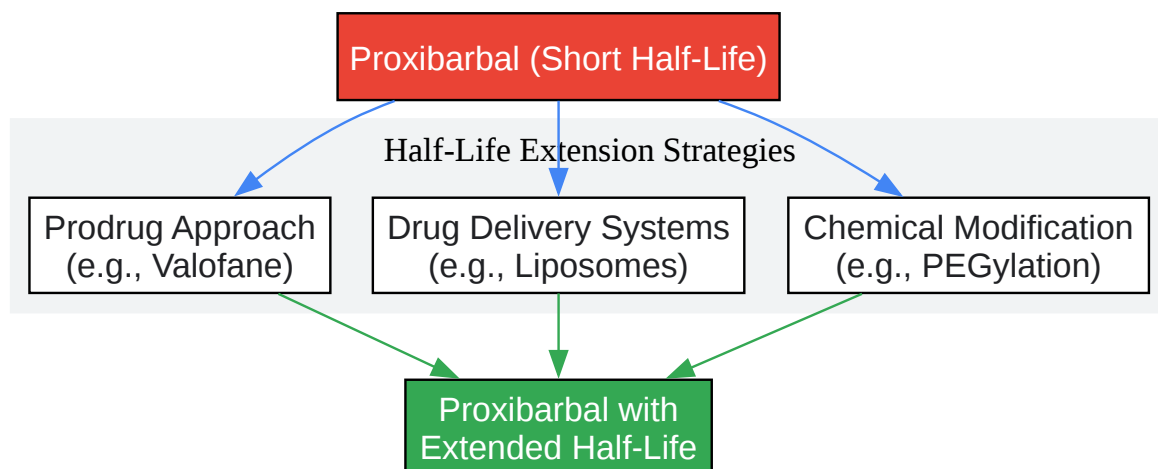 Proxibarbal (Short Half-Life)
Half-Life Extension Strategies
Prodrug Approach
(e.g., Valofane)
Drug Delivery Systems
(e.g., Liposomes)
Chemical Modification
(e.g., PEGylation)
Proxibarbal with
Extended Half-Life